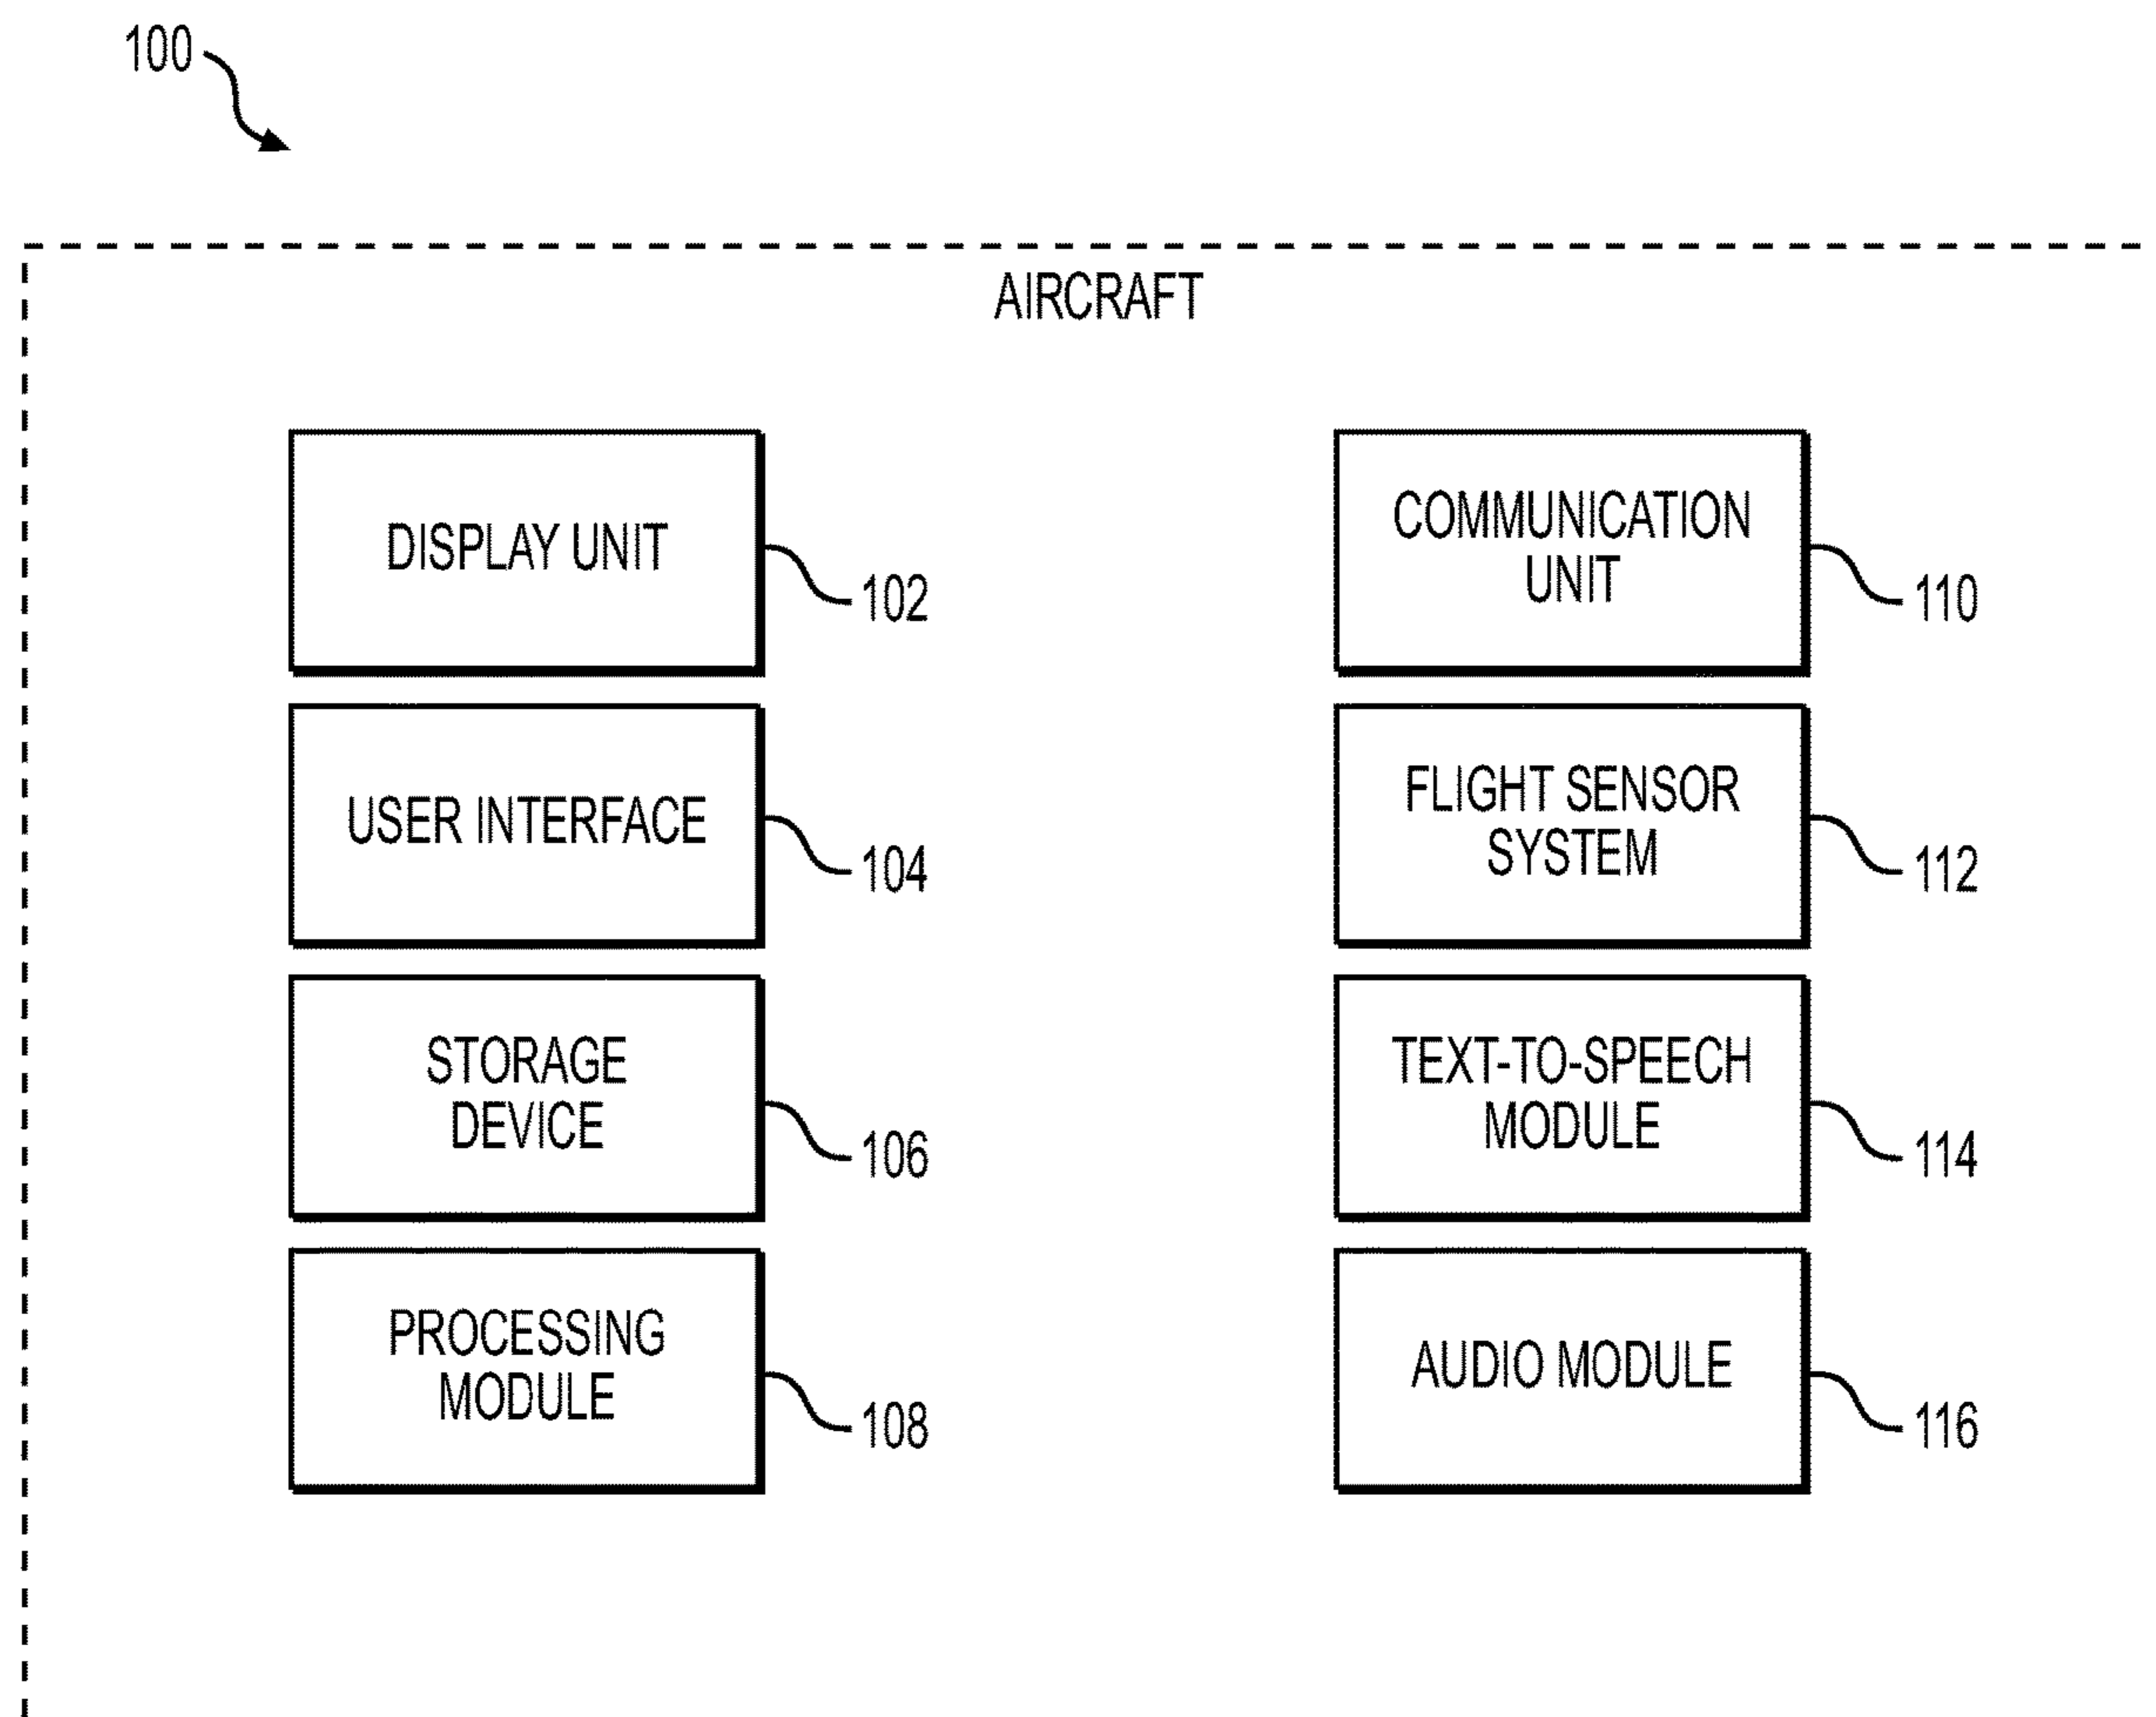 100
AIRCRAFT
DISPLAY UNIT
102
USER INTERFACE
104
STORAGE
DEVICE
106
PROCESSING
MODULE
108
COMMUNICATION
UNIT
110
FLIGHT SENSOR
SYSTEM
112
TEXT-TO-SPEECH
MODULE
114
AUDIO MODULE
116